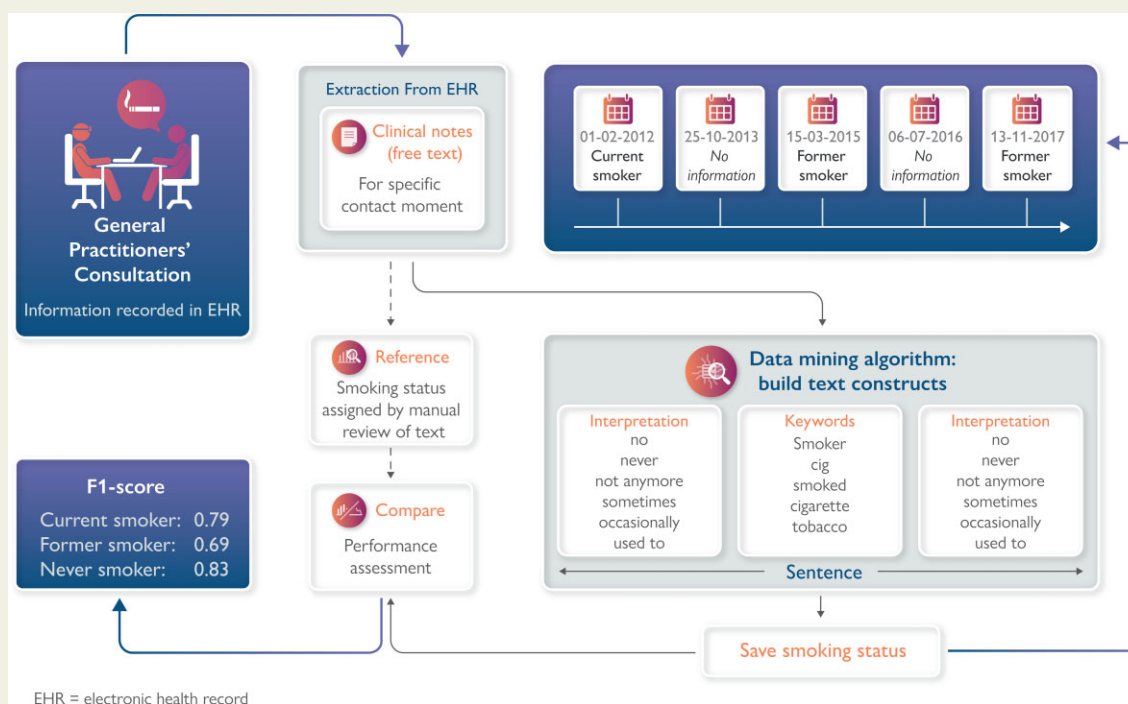 General
Practitioners’
Consultation
Information recorded in EHR
Extraction From EHR
Clinical notes
(free text)
For specific
contact moment
01-02-2012
Current
smoker
25-10-2013
No
information
15-03-2015
Former
smoker
06-07-2016
No
information
13-11-2017
Former
smoker
Reference
Smoking status
assigned by manual
review of text
Compare
Performance
assessment
Data mining algorithm:
build text constructs
Interpretation
no
never
not anymore
sometimes
occasionally
used to
Keywords
Smoker
cig
smoked
cigarette
tobacco
Interpretation
no
never
not anymore
sometimes
occasionally
used to
Sentence
Save smoking status
F1-score
Current smoker: 0.79
Former smoker: 0.69
Never smoker: 0.83
EHR = electronic health record